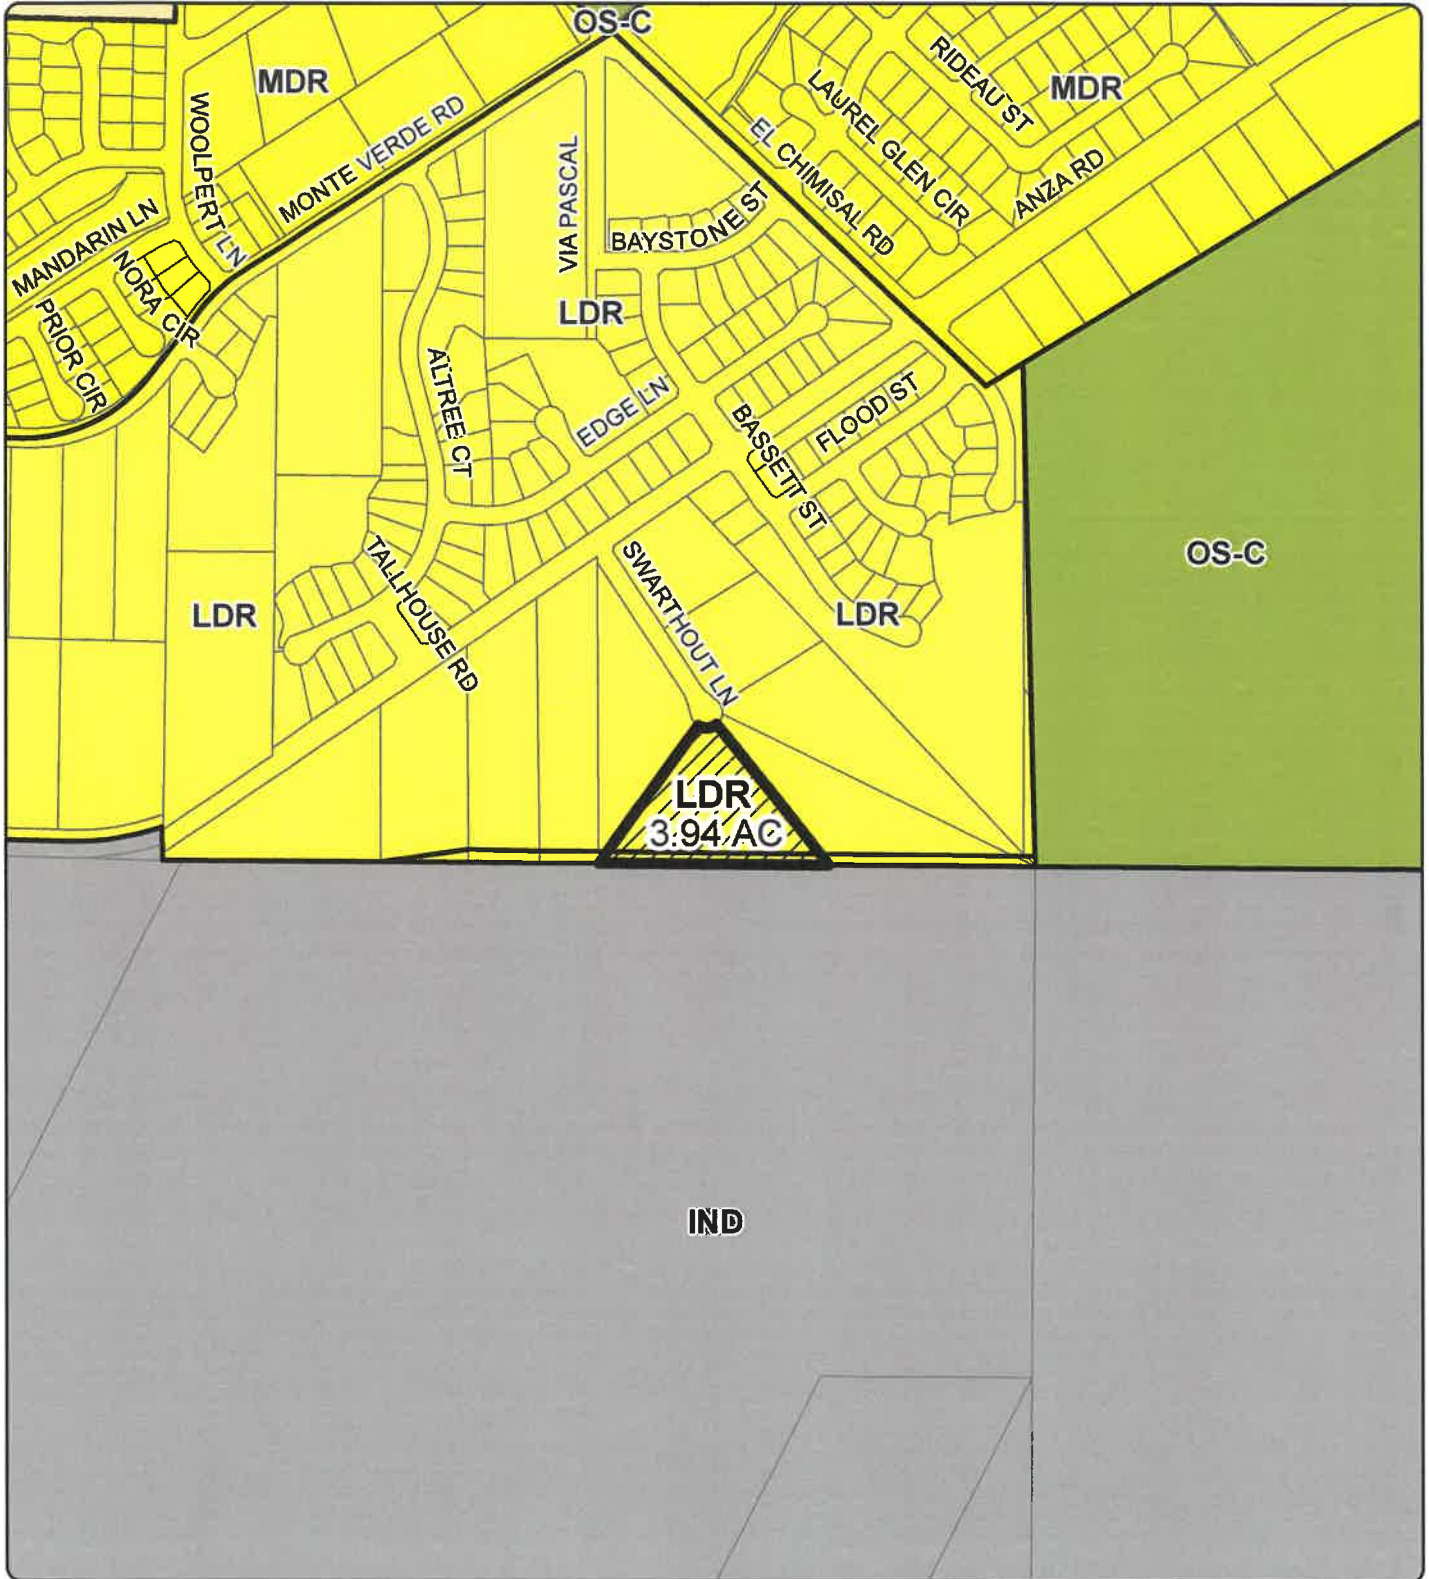 OS-C
MDR
RIDEAU ST
MDR
LAUREL GLEN CIR
WOOLPERT LN
MONTE VERDE RD
EL CHIMISAL RD
VIA PASCAL
ANZA RD
MANDARIN LN
BAYSTONE ST
NORA CIR
PRIOR CIR
LDR
ALTREE CT
EDGE LN
FLOOD ST
BASSETT ST
OS-C
TALLHOUSE RD
SWARTHOUT LN
LDR
LDR
LDR
3.94 AC
IND